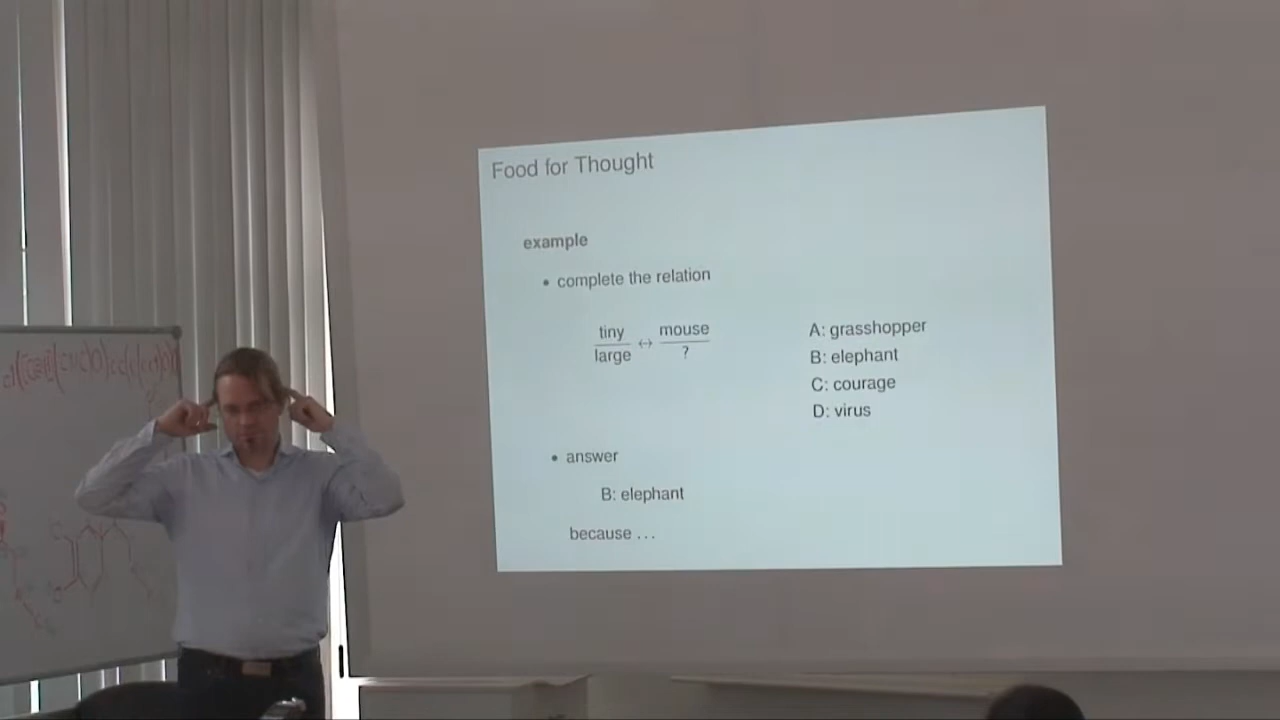 Food for Thought
example
• complete the relation
tiny
large
↔
mouse
?
A: grasshopper
B: elephant
C: courage
D: virus
• answer
B: elephant
because ...